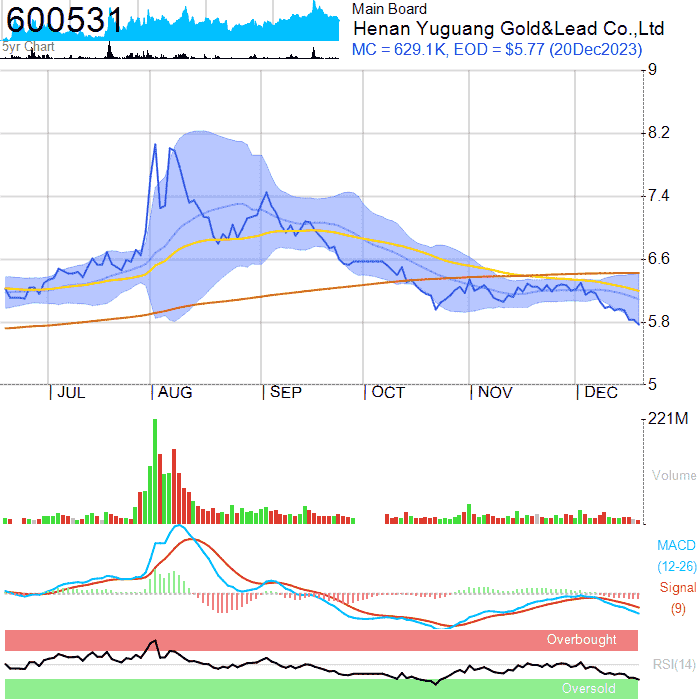 600531
5yr Chart
Main Board
Henan Yuguang Gold&Lead Co.,Ltd
MC = 629.1K, EOD = $5.77 (20Dec2023)
9
8.2
7.4
6.6
5.8
5
JUL AUG SEP OCT NOV DEC
221M
Volume
MACD
(12-26)
Signal
(9)
Overbought
RSI(14)
Oversold